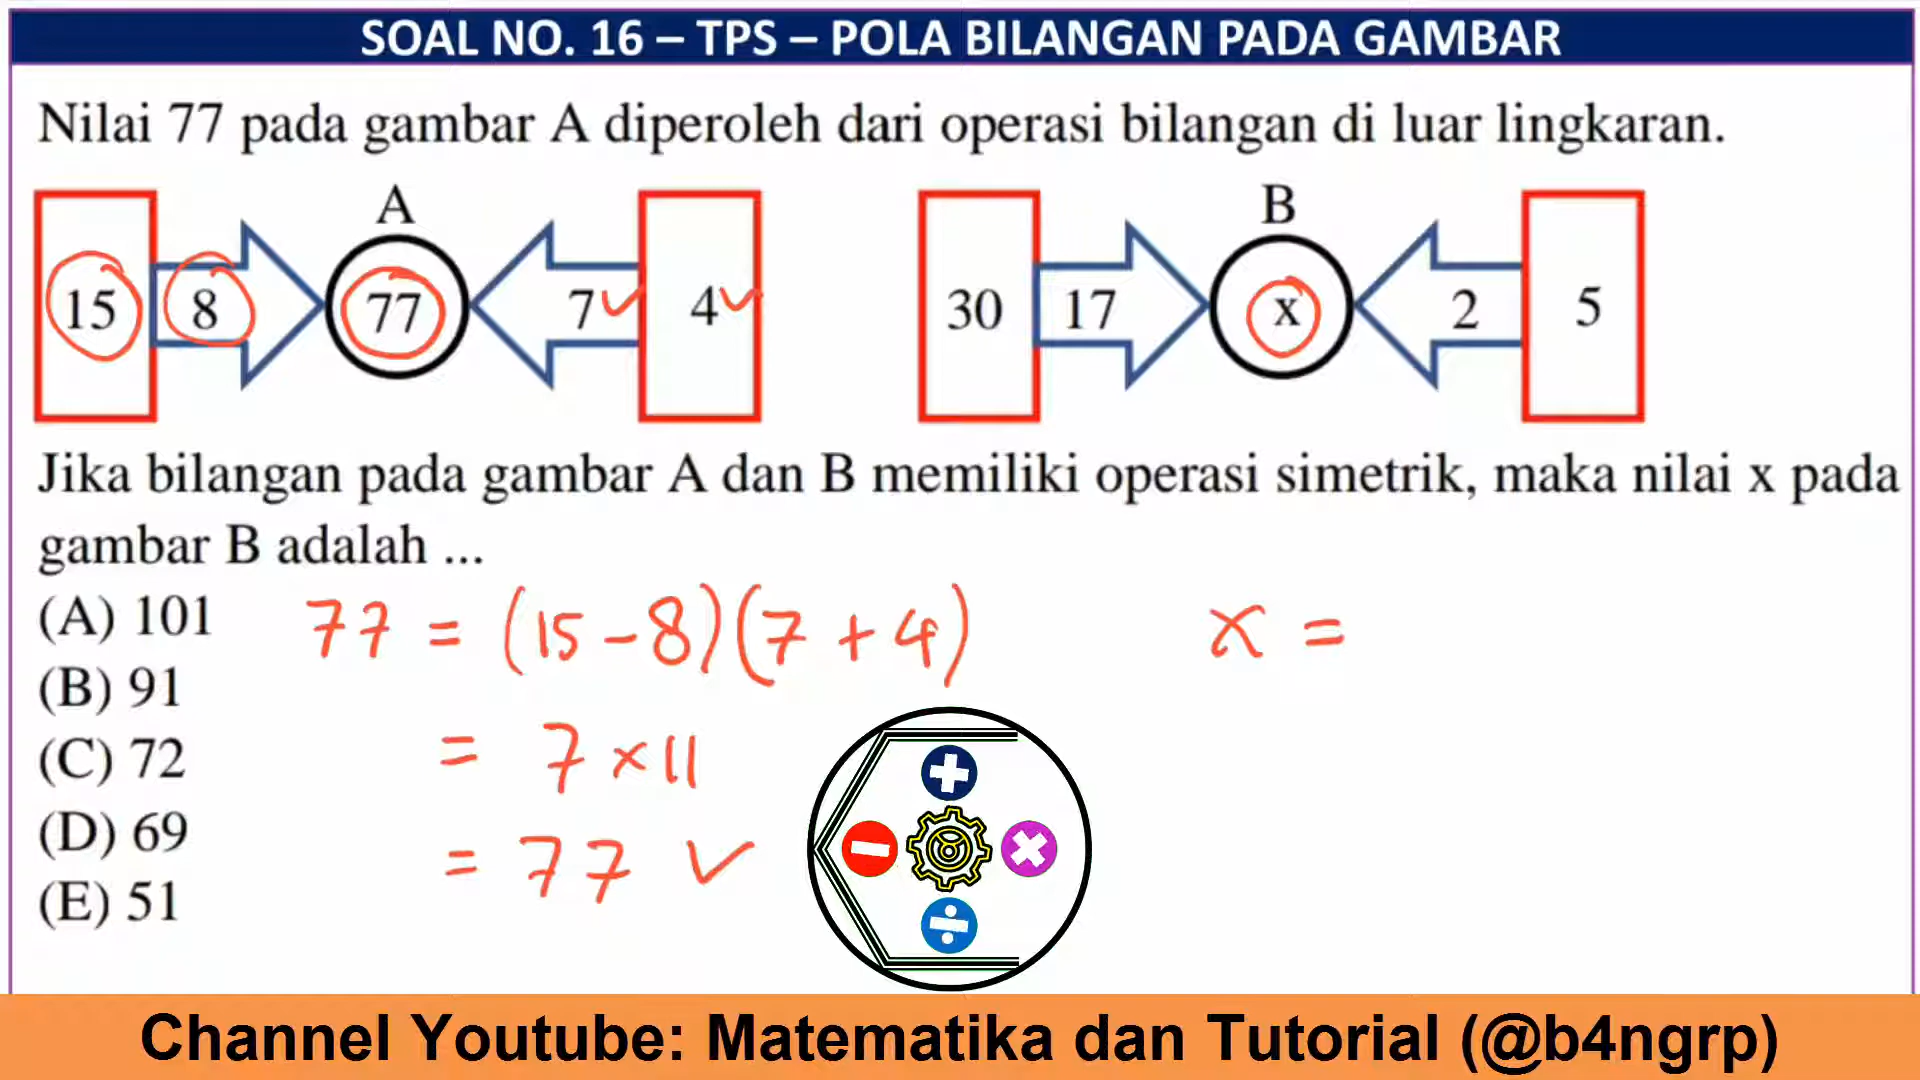 SOAL NO. 16 – TPS – POLA BILANGAN PADA GAMBAR
Nilai 77 pada gambar A diperoleh dari operasi bilangan di luar lingkaran.
A
15 8 77 7 4
B
30 17 x 2 5
Jika bilangan pada gambar A dan B memiliki operasi simetrik, maka nilai x pada
gambar B adalah ...
(A) 101
(B) 91
(C) 72
(D) 69
(E) 51
77 = (15 - 8)(7 + 4)
= 7 × 11
= 77 ✓
x =
Channel Youtube: Matematika dan Tutorial (@b4ngrp)